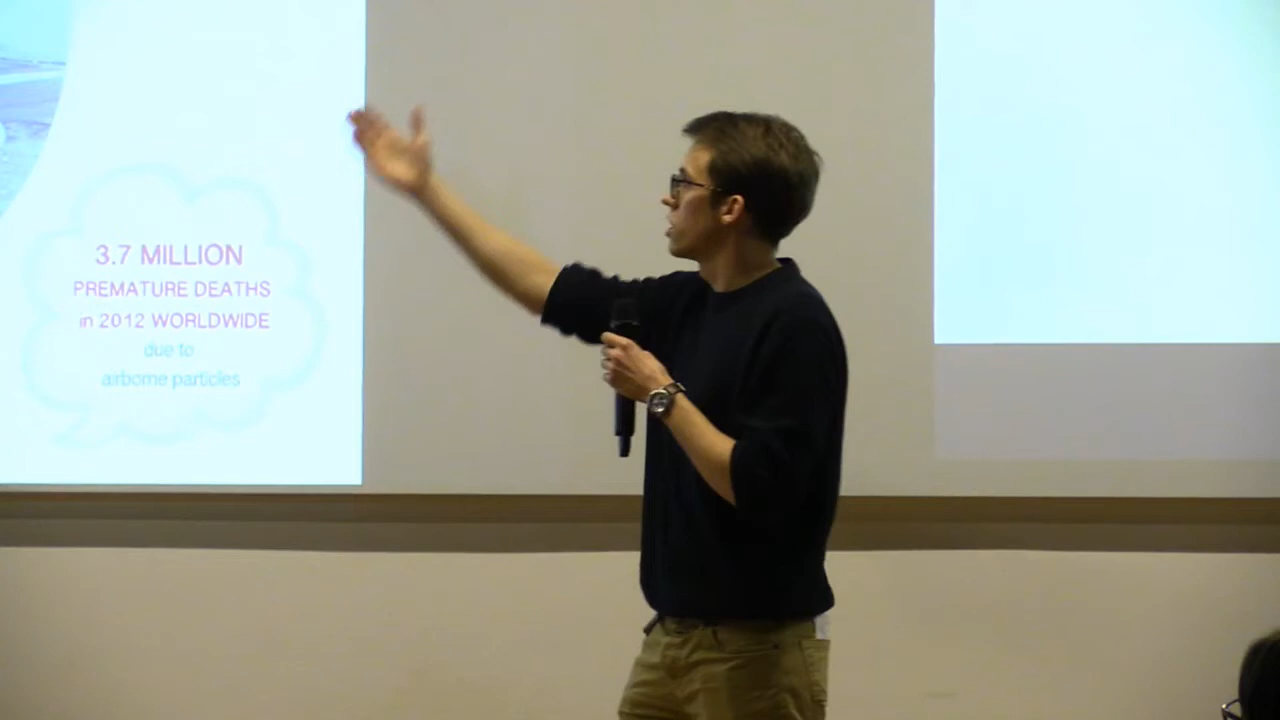 3.7 MILLION
PREMATURE DEATHS
in 2012 WORLDWIDE
due to
airborne particles